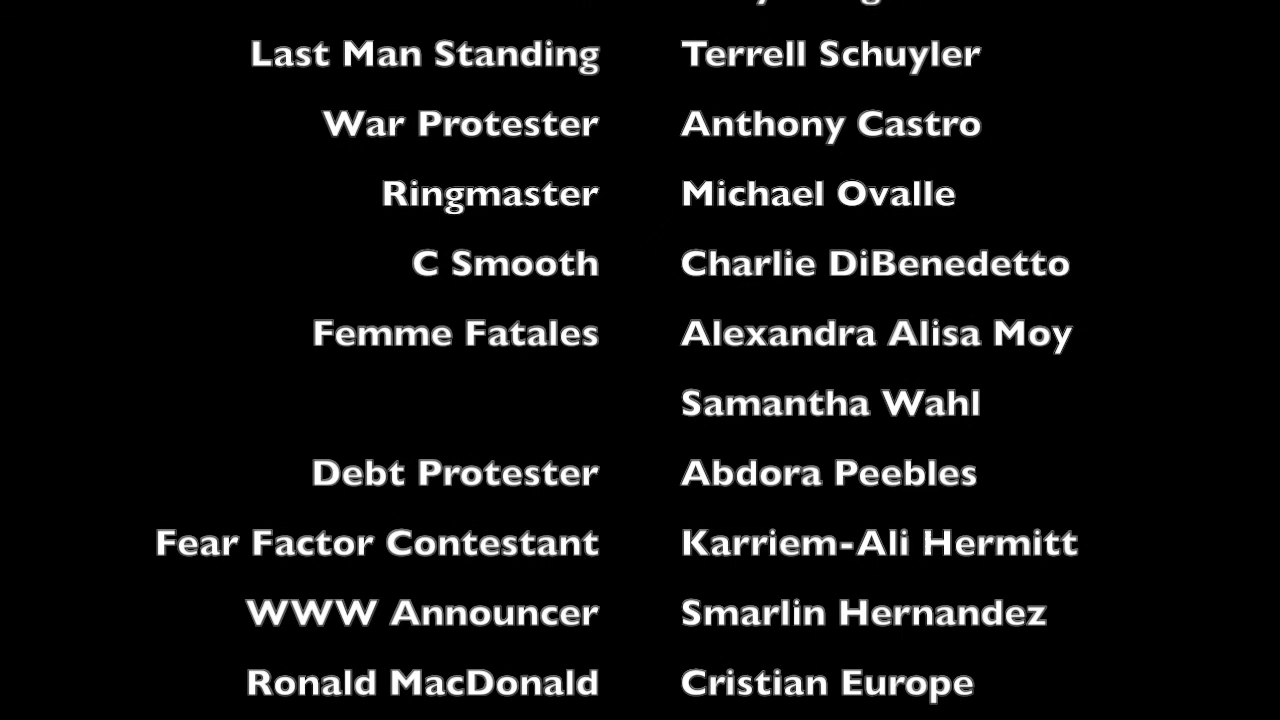 Last Man Standing Terrell Schuyler
War Protester Anthony Castro
Ringmaster Michael Ovalle
C Smooth Charlie DiBenedetto
Femme Fatales Alexandra Alisa Moy
Samantha Wahl
Debt Protester Abdora Peebles
Fear Factor Contestant Karriem-Ali Hermitt
WWW Announcer Smarlin Hernandez
Ronald MacDonald Cristian Europe